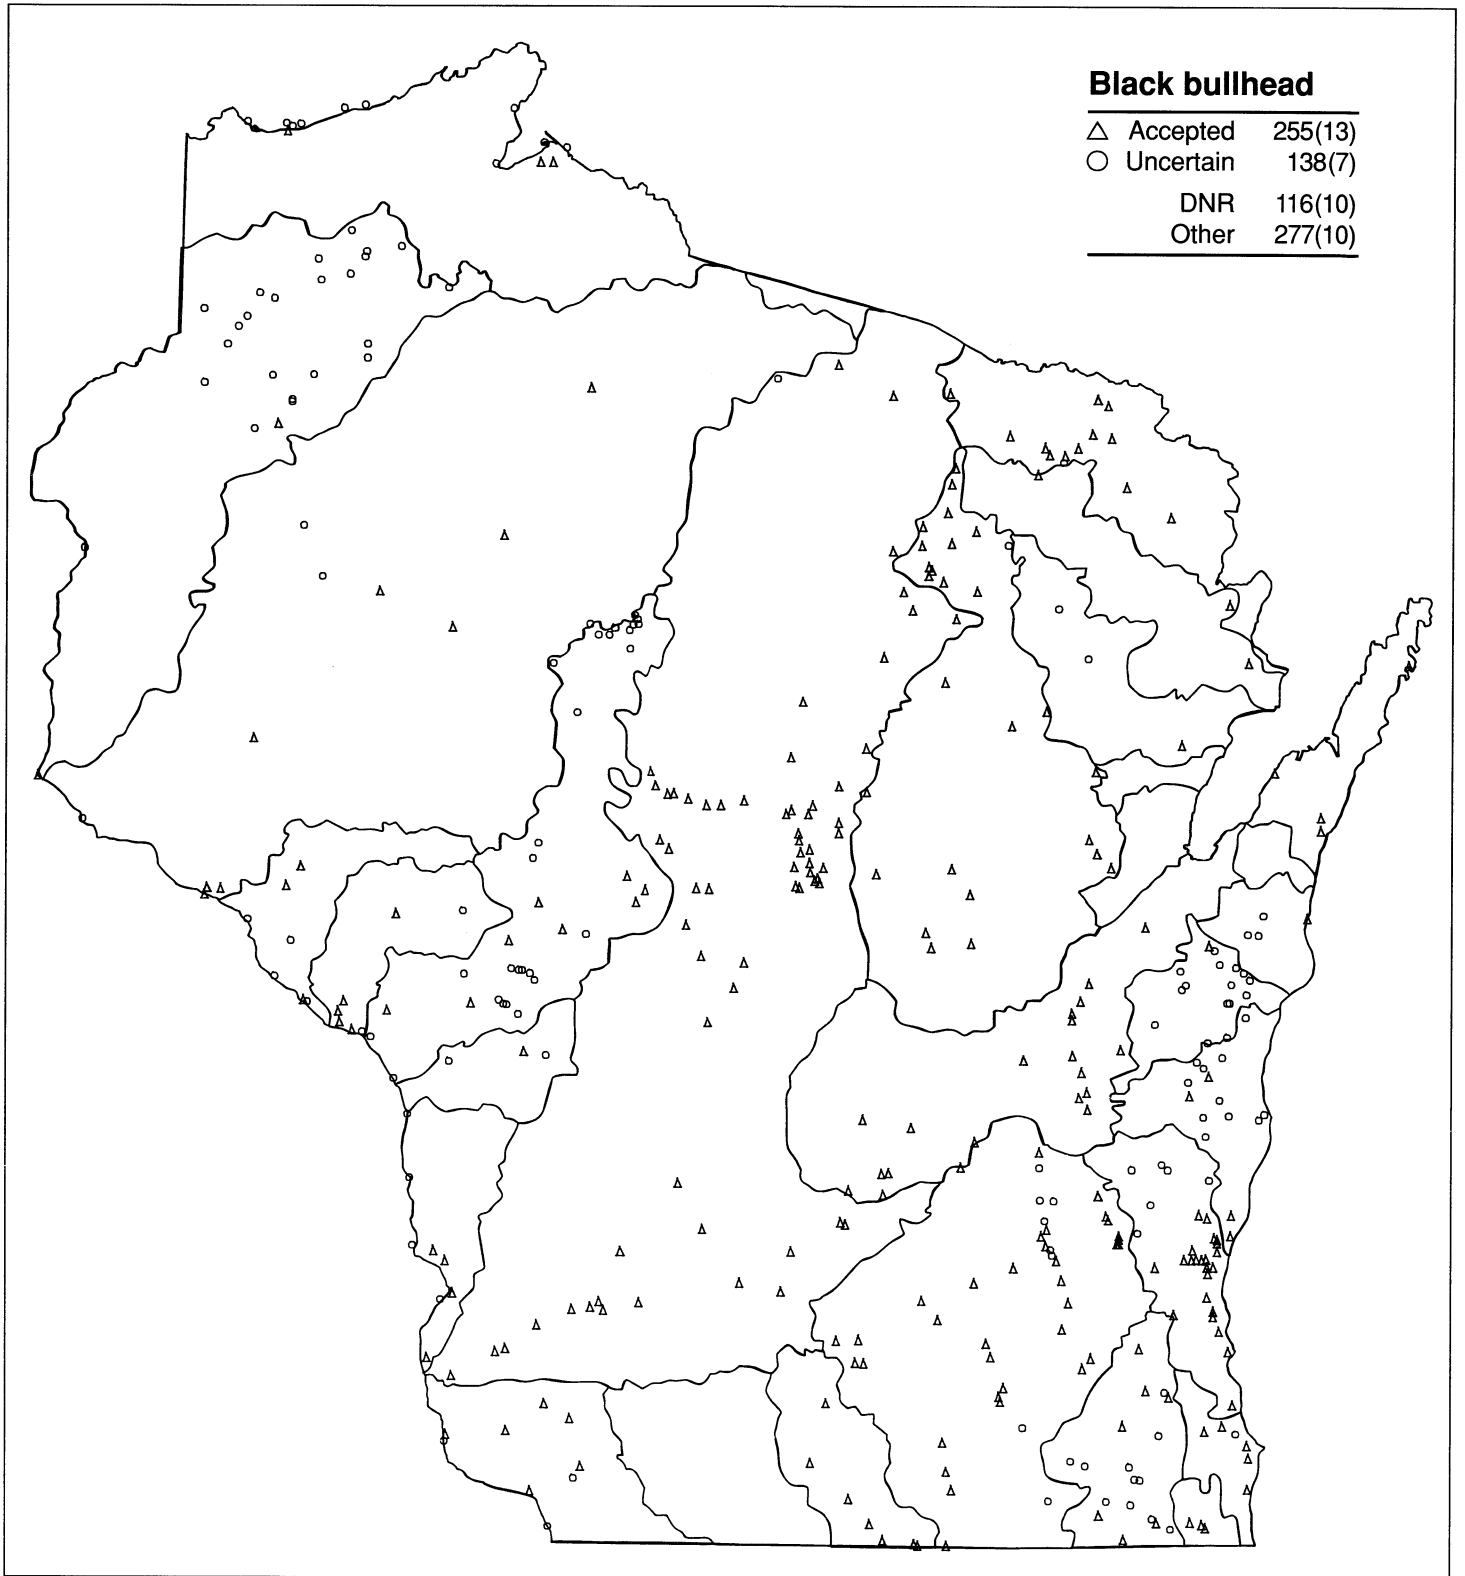 Black bullhead
△ Accepted 255(13)
○ Uncertain 138(7)
DNR 116(10)
Other 277(10)